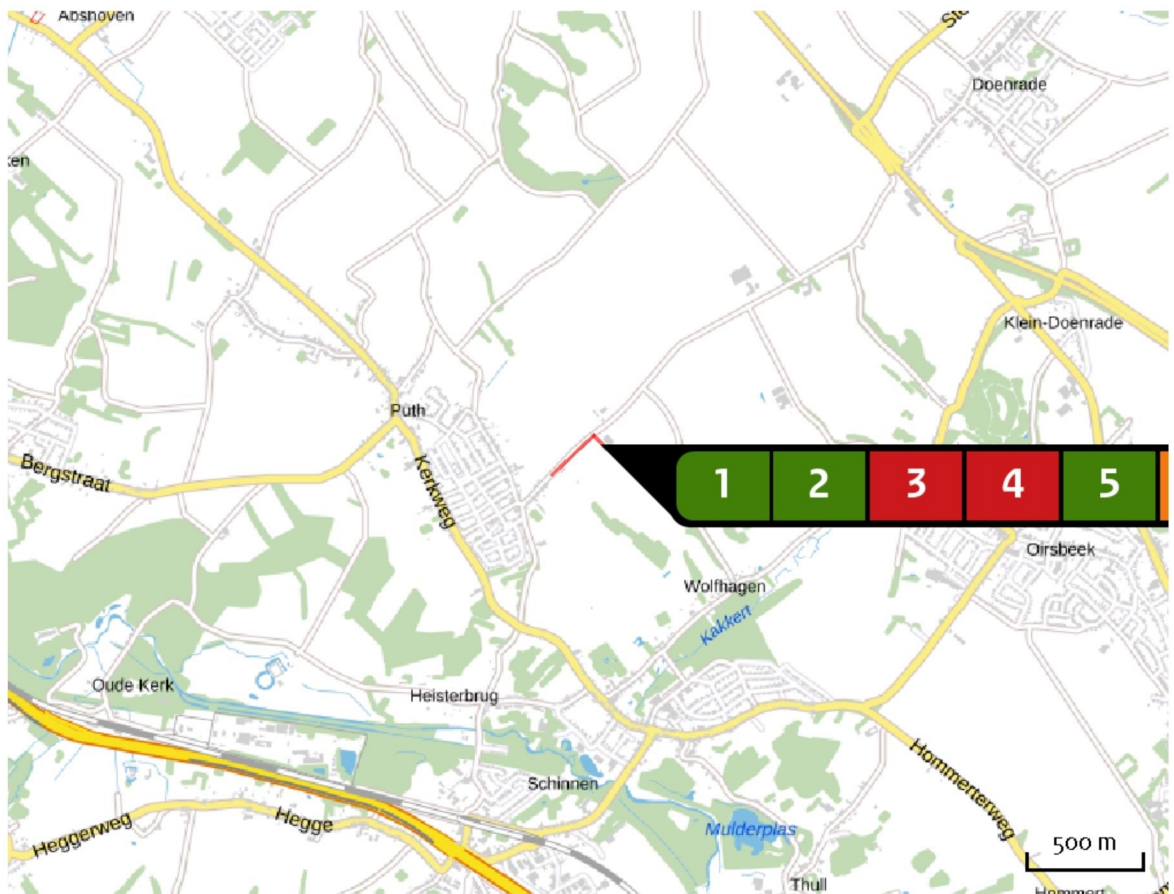 Abshoven
Doenrade
Klein-Doenrade
Puth
Bergstraat
Kerkweg
1 2 3 4 5
Oirsbeek
Wolfhagen
Kakkert
Oude Kerk
Heisterbrug
Schinnen
Hommerterweg
Mulderplas
Heggerweg
Hegge
500 m
Thull
Hommert